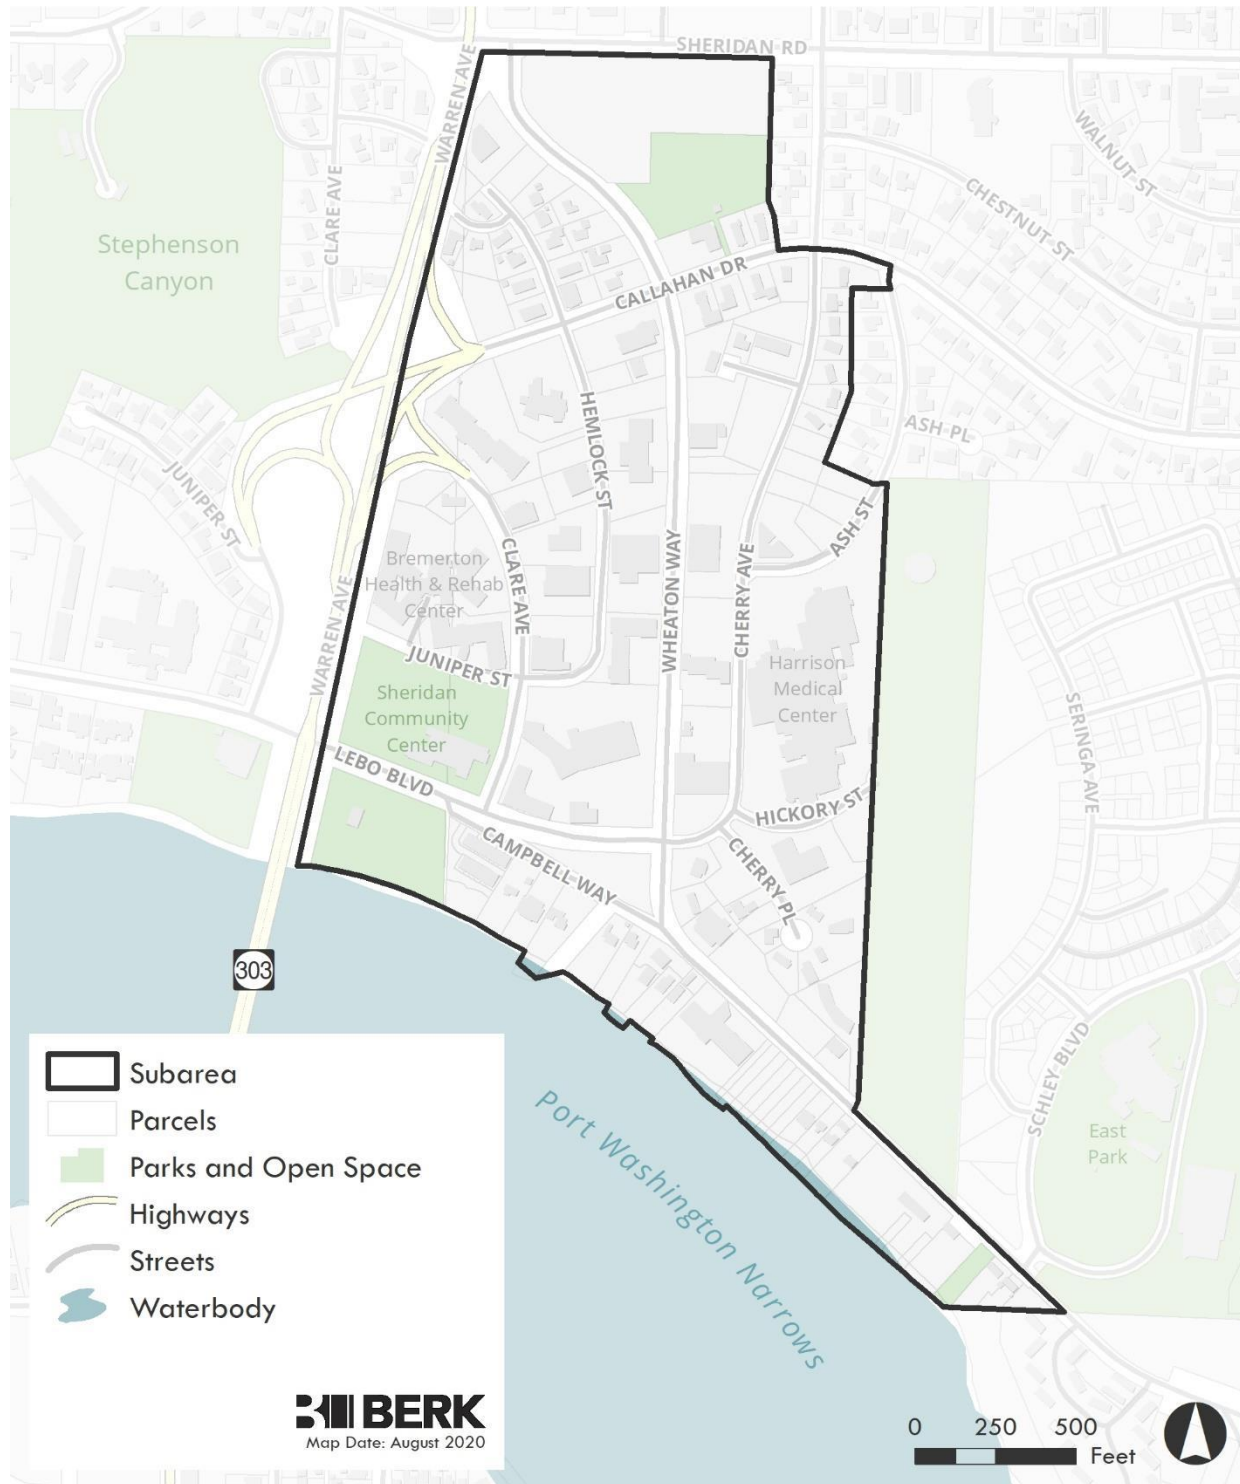 SHERIDAN RD
WARREN AVE
WALNUT ST
CLARE AVE
CHESTNUT ST
Stephenson
Canyon
CALLAHAN DR
HEMLOCK ST
ASH PL
JUNIPER ST
ASH ST
Bremerton
Health & Rehab
Center
CLARE AVE
WHEATON WAY
CHERRY AVE
WARREN AVE
JUNIPER ST
Harrison
Medical
Center
Sheridan
Community
Center
SERINGA AVE
LEBO BLVD
HICKORY ST
CAMPBELL WAY
CHERRY PL
303
SCHLEY BLVD
East
Park
Port Washington Narrows
Subarea
Parcels
Parks and Open Space
Highways
Streets
Waterbody
BERK
Map Date: August 2020
0 250 500
Feet